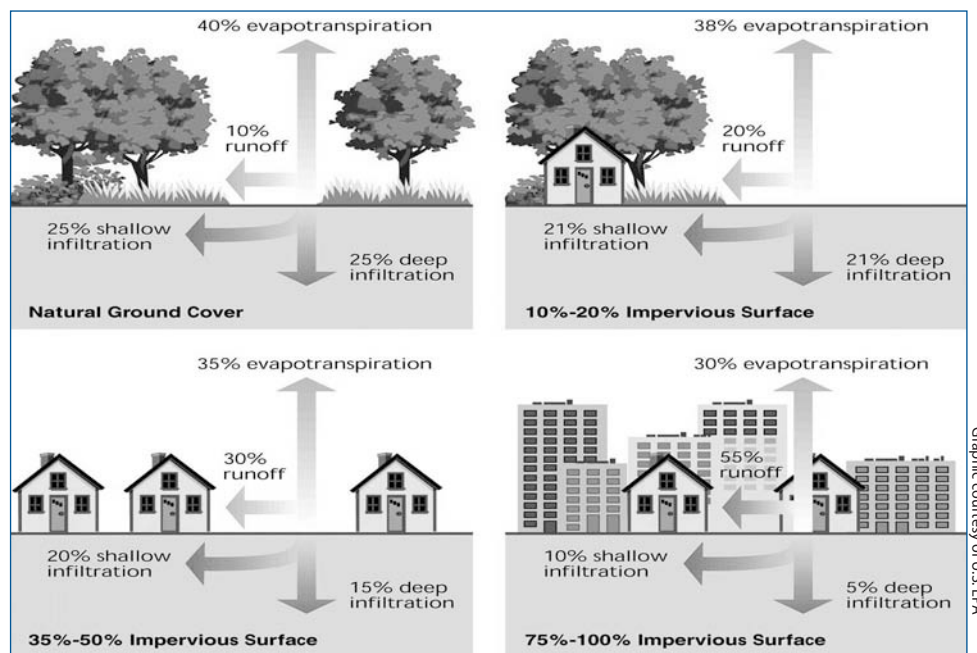 40% evapotranspiration
10%
runoff
25% shallow
infiltration
25% deep
infiltration
Natural Ground Cover
38% evapotranspiration
20%
runoff
21% shallow
infiltration
21% deep
infiltration
10%-20% Impervious Surface
35% evapotranspiration
30%
runoff
20% shallow
infiltration
15% deep
infiltration
35%-50% Impervious Surface
30% evapotranspiration
55%
runoff
10% shallow
infiltration
5% deep
infiltration
75%-100% Impervious Surface
Graphic courtesy of U.S. EPA